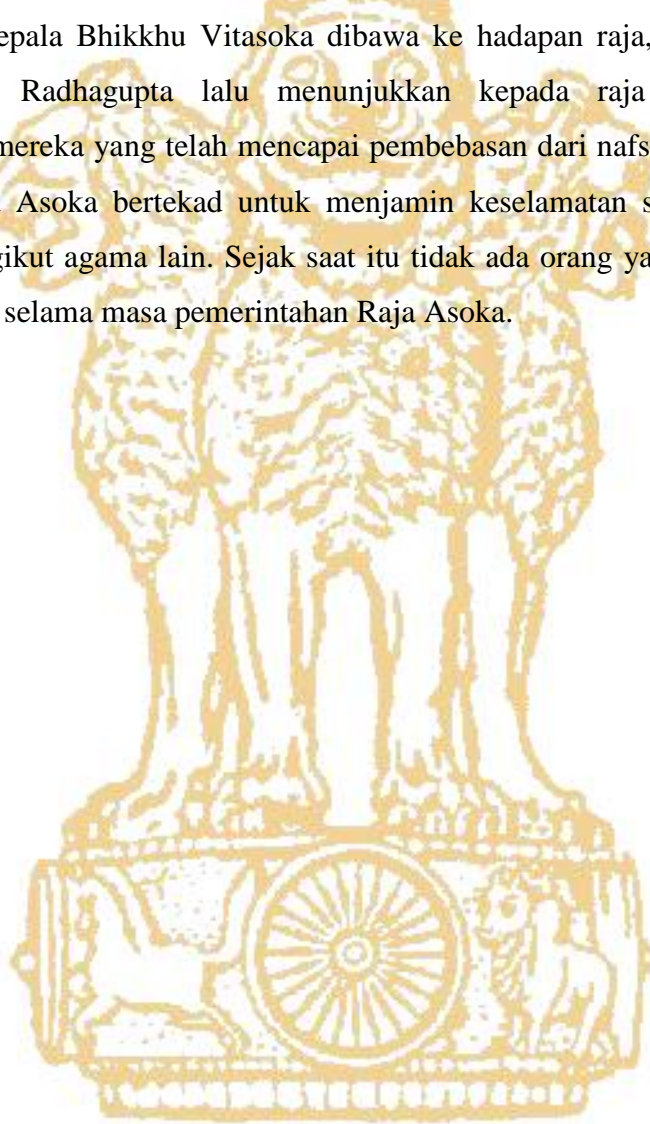 epala Bhikkhu Vitasoka dibawa ke hadapan raja,
Radhagupta lalu menunjukkan kepada raja
mereka yang telah mencapai pembebasan dari nafs
Asoka bertekad untuk menjamin keselamatan s
gikut agama lain. Sejak saat itu tidak ada orang ya
selama masa pemerintahan Raja Asoka.